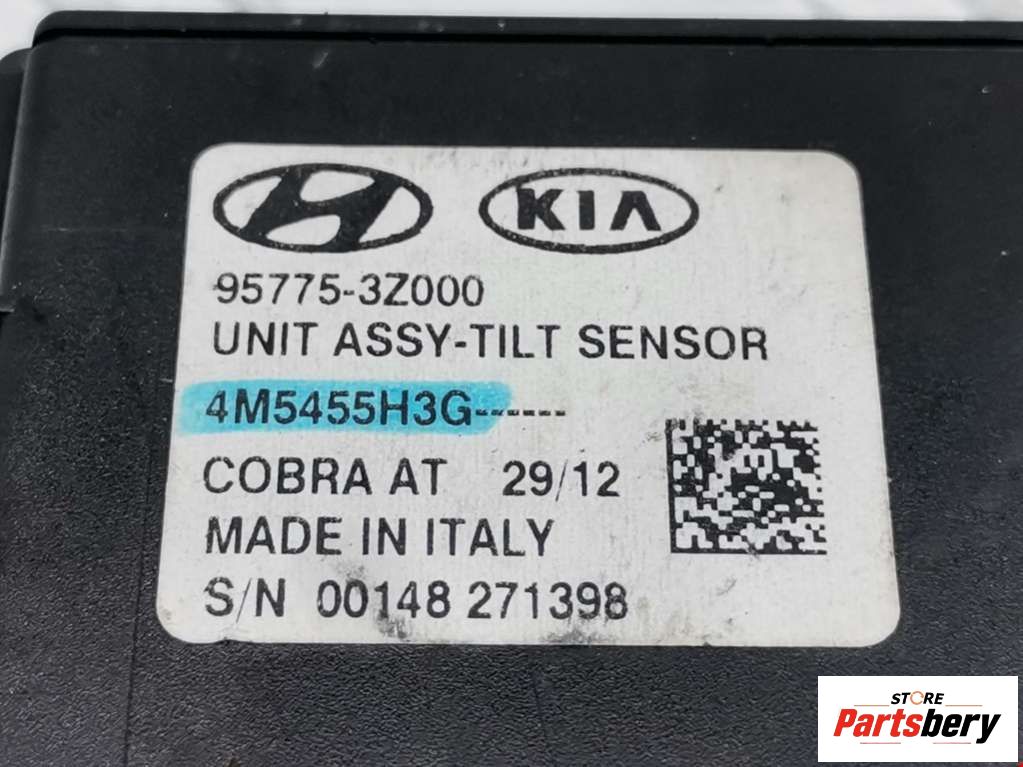 KIA
95775-3Z000
UNIT ASSY-TILT SENSOR
4M5455H3G------
COBRA AT 29/12
MADE IN ITALY
S/N 00148 271398
STORE
Partsbery